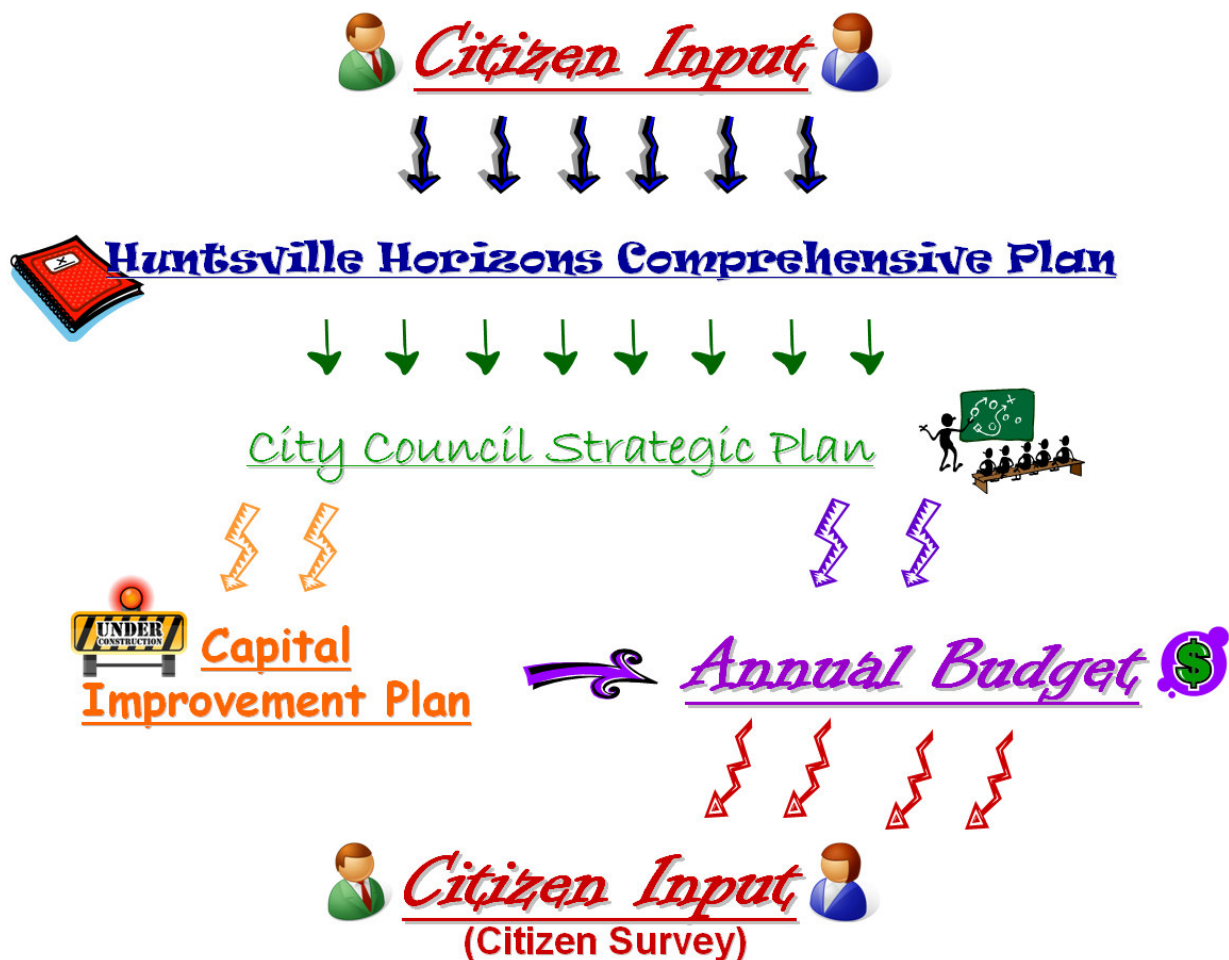 Citizen Input
Huntsville Horizons Comprehensive Plan
City Council Strategic Plan
UNDER
CONSTRUCTION
Capital
Improvement Plan
Annual Budget
$
Citizen Input
(Citizen Survey)